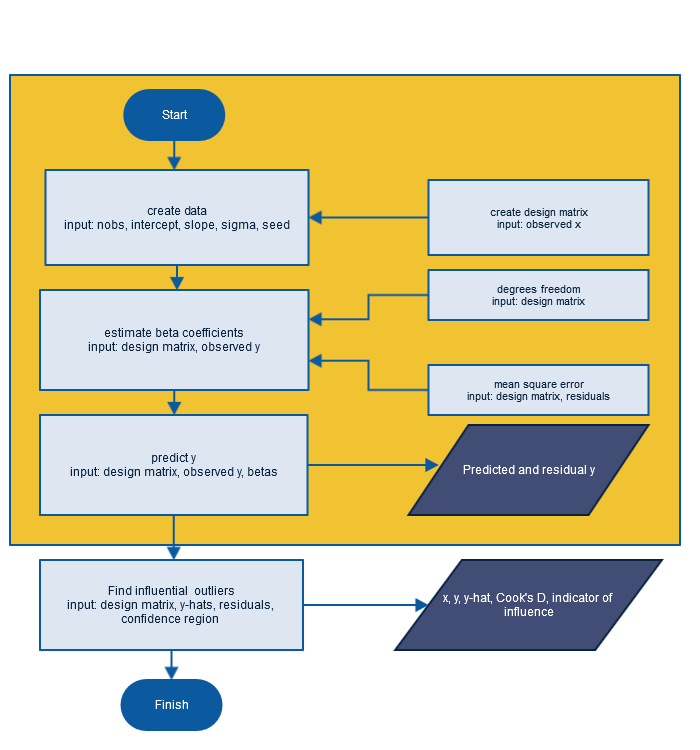 Start
create data
input: nobs, intercept, slope, sigma, seed
create design matrix
input: observed x
degrees freedom
input: design matrix
estimate beta coefficients
input: design matrix, observed y
mean square error
input: design matrix, residuals
predict y
input: design matrix, observed y, betas
Predicted and residual y
Find influential outliers
input: design matrix, y-hats, residuals,
confidence region
x, y, y-hat, Cook's D, indicator of
influence
Finish